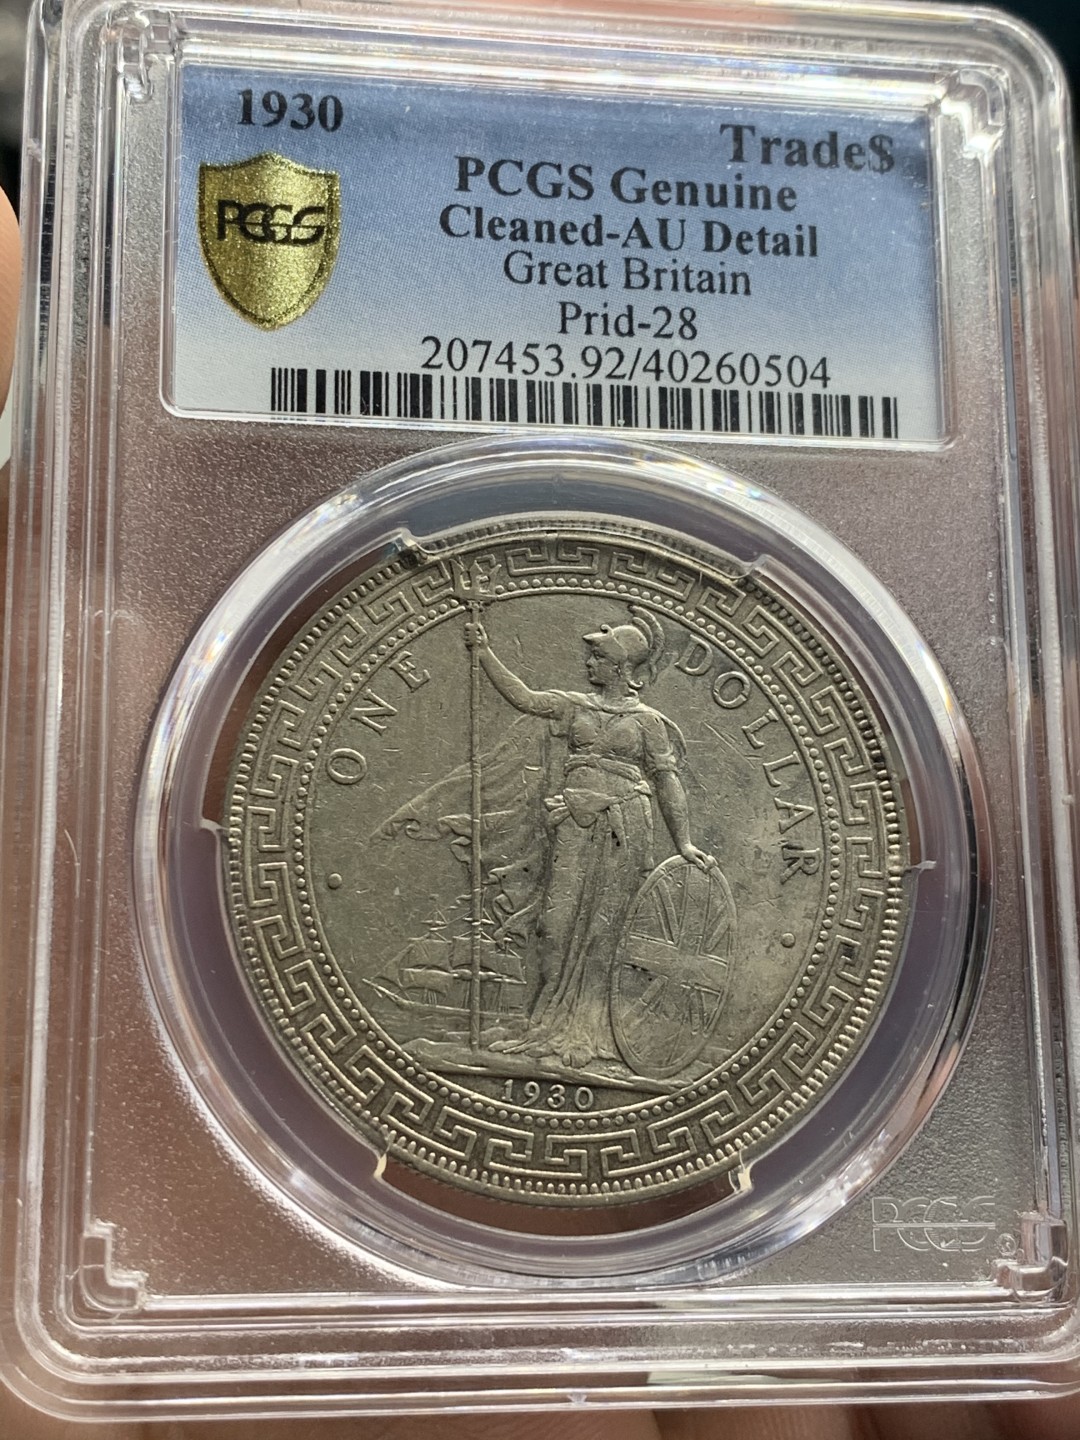 1930
Trade$
PCGS
PCGS Genuine
Cleaned-AU Detail
Great Britain
Prid-28
207453.92/40260504
ONE DOLLAR
1930
PCGS